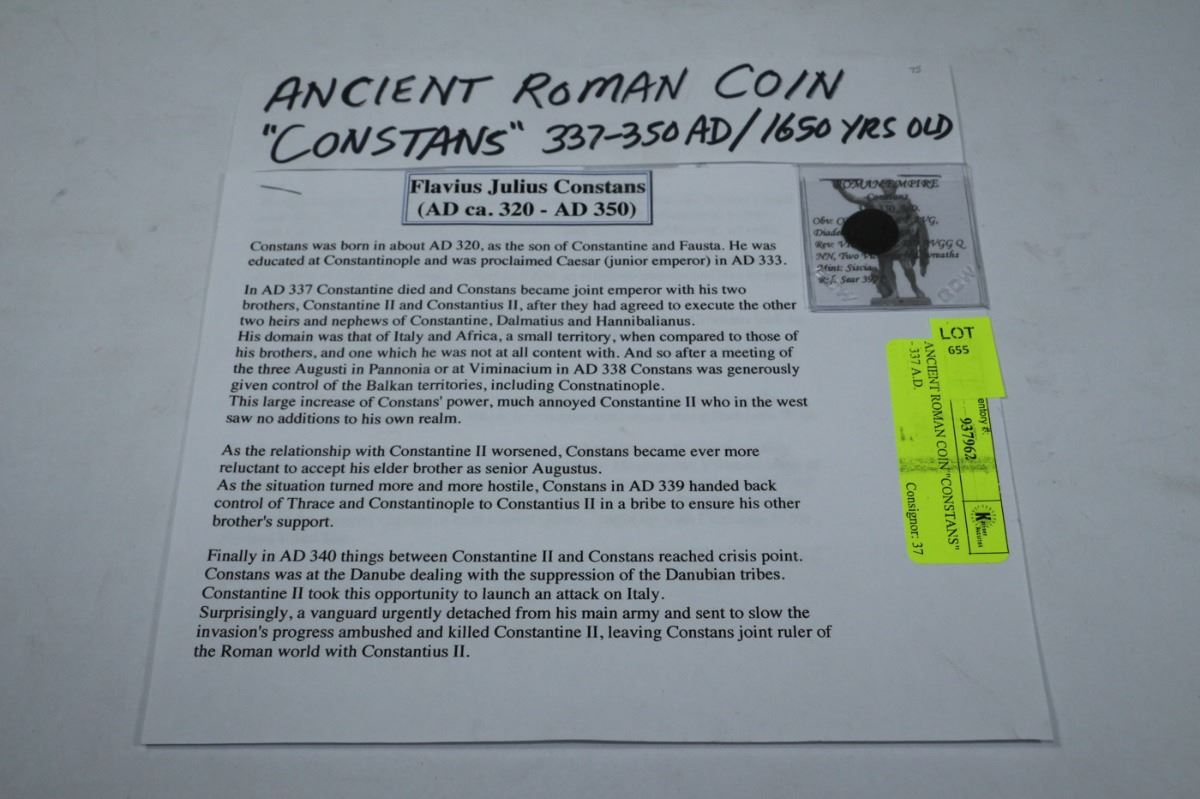 ANCIENT ROMAN COIN
"CONSTANS" 337-350 AD/1650 YRS OLD
Flavius Julius Constans
(AD ca. 320 - AD 350)
Constans was born in about AD 320, as the son of Constantine and Fausta. He was
educated at Constantinople and was proclaimed Caesar (junior emperor) in AD 333.
In AD 337 Constantine died and Constans became joint emperor with his two
brothers, Constantine II and Constantius II, after they had agreed to execute the other
two heirs and nephews of Constantine, Dalmatius and Hannibalianus.
His domain was that of Italy and Africa, a small territory, when compared to those of
his brothers, and one which he was not at all content with. And so after a meeting of
the three Augusti in Pannonia or at Viminacium in AD 338 Constans was generously
given control of the Balkan territories, including Constnatinople.
This large increase of Constans' power, much annoyed Constantine II who in the west
saw no additions to his own realm.
As the relationship with Constantine II worsened, Constans became ever more
reluctant to accept his elder brother as senior Augustus.
As the situation turned more and more hostile, Constans in AD 339 handed back
control of Thrace and Constantinople to Constantius II in a bribe to ensure his other
brother's support.
Finally in AD 340 things between Constantine II and Constans reached crisis point.
Constans was at the Danube dealing with the suppression of the Danubian tribes.
Constantine II took this opportunity to launch an attack on Italy.
Surprisingly, a vanguard urgently detached from his main army and sent to slow the
invasion's progress ambushed and killed Constantine II, leaving Constans joint ruler of
the Roman world with Constantius II.
ROMAN EMPIRE
Constans
Obv:
Rev: VGG Q
NN, Two
Mint: Siscia
Sear
LOT
655
937962
ANCIENT ROMAN COIN"CONSTANS"
- 337 A.D.
Consignor: 37